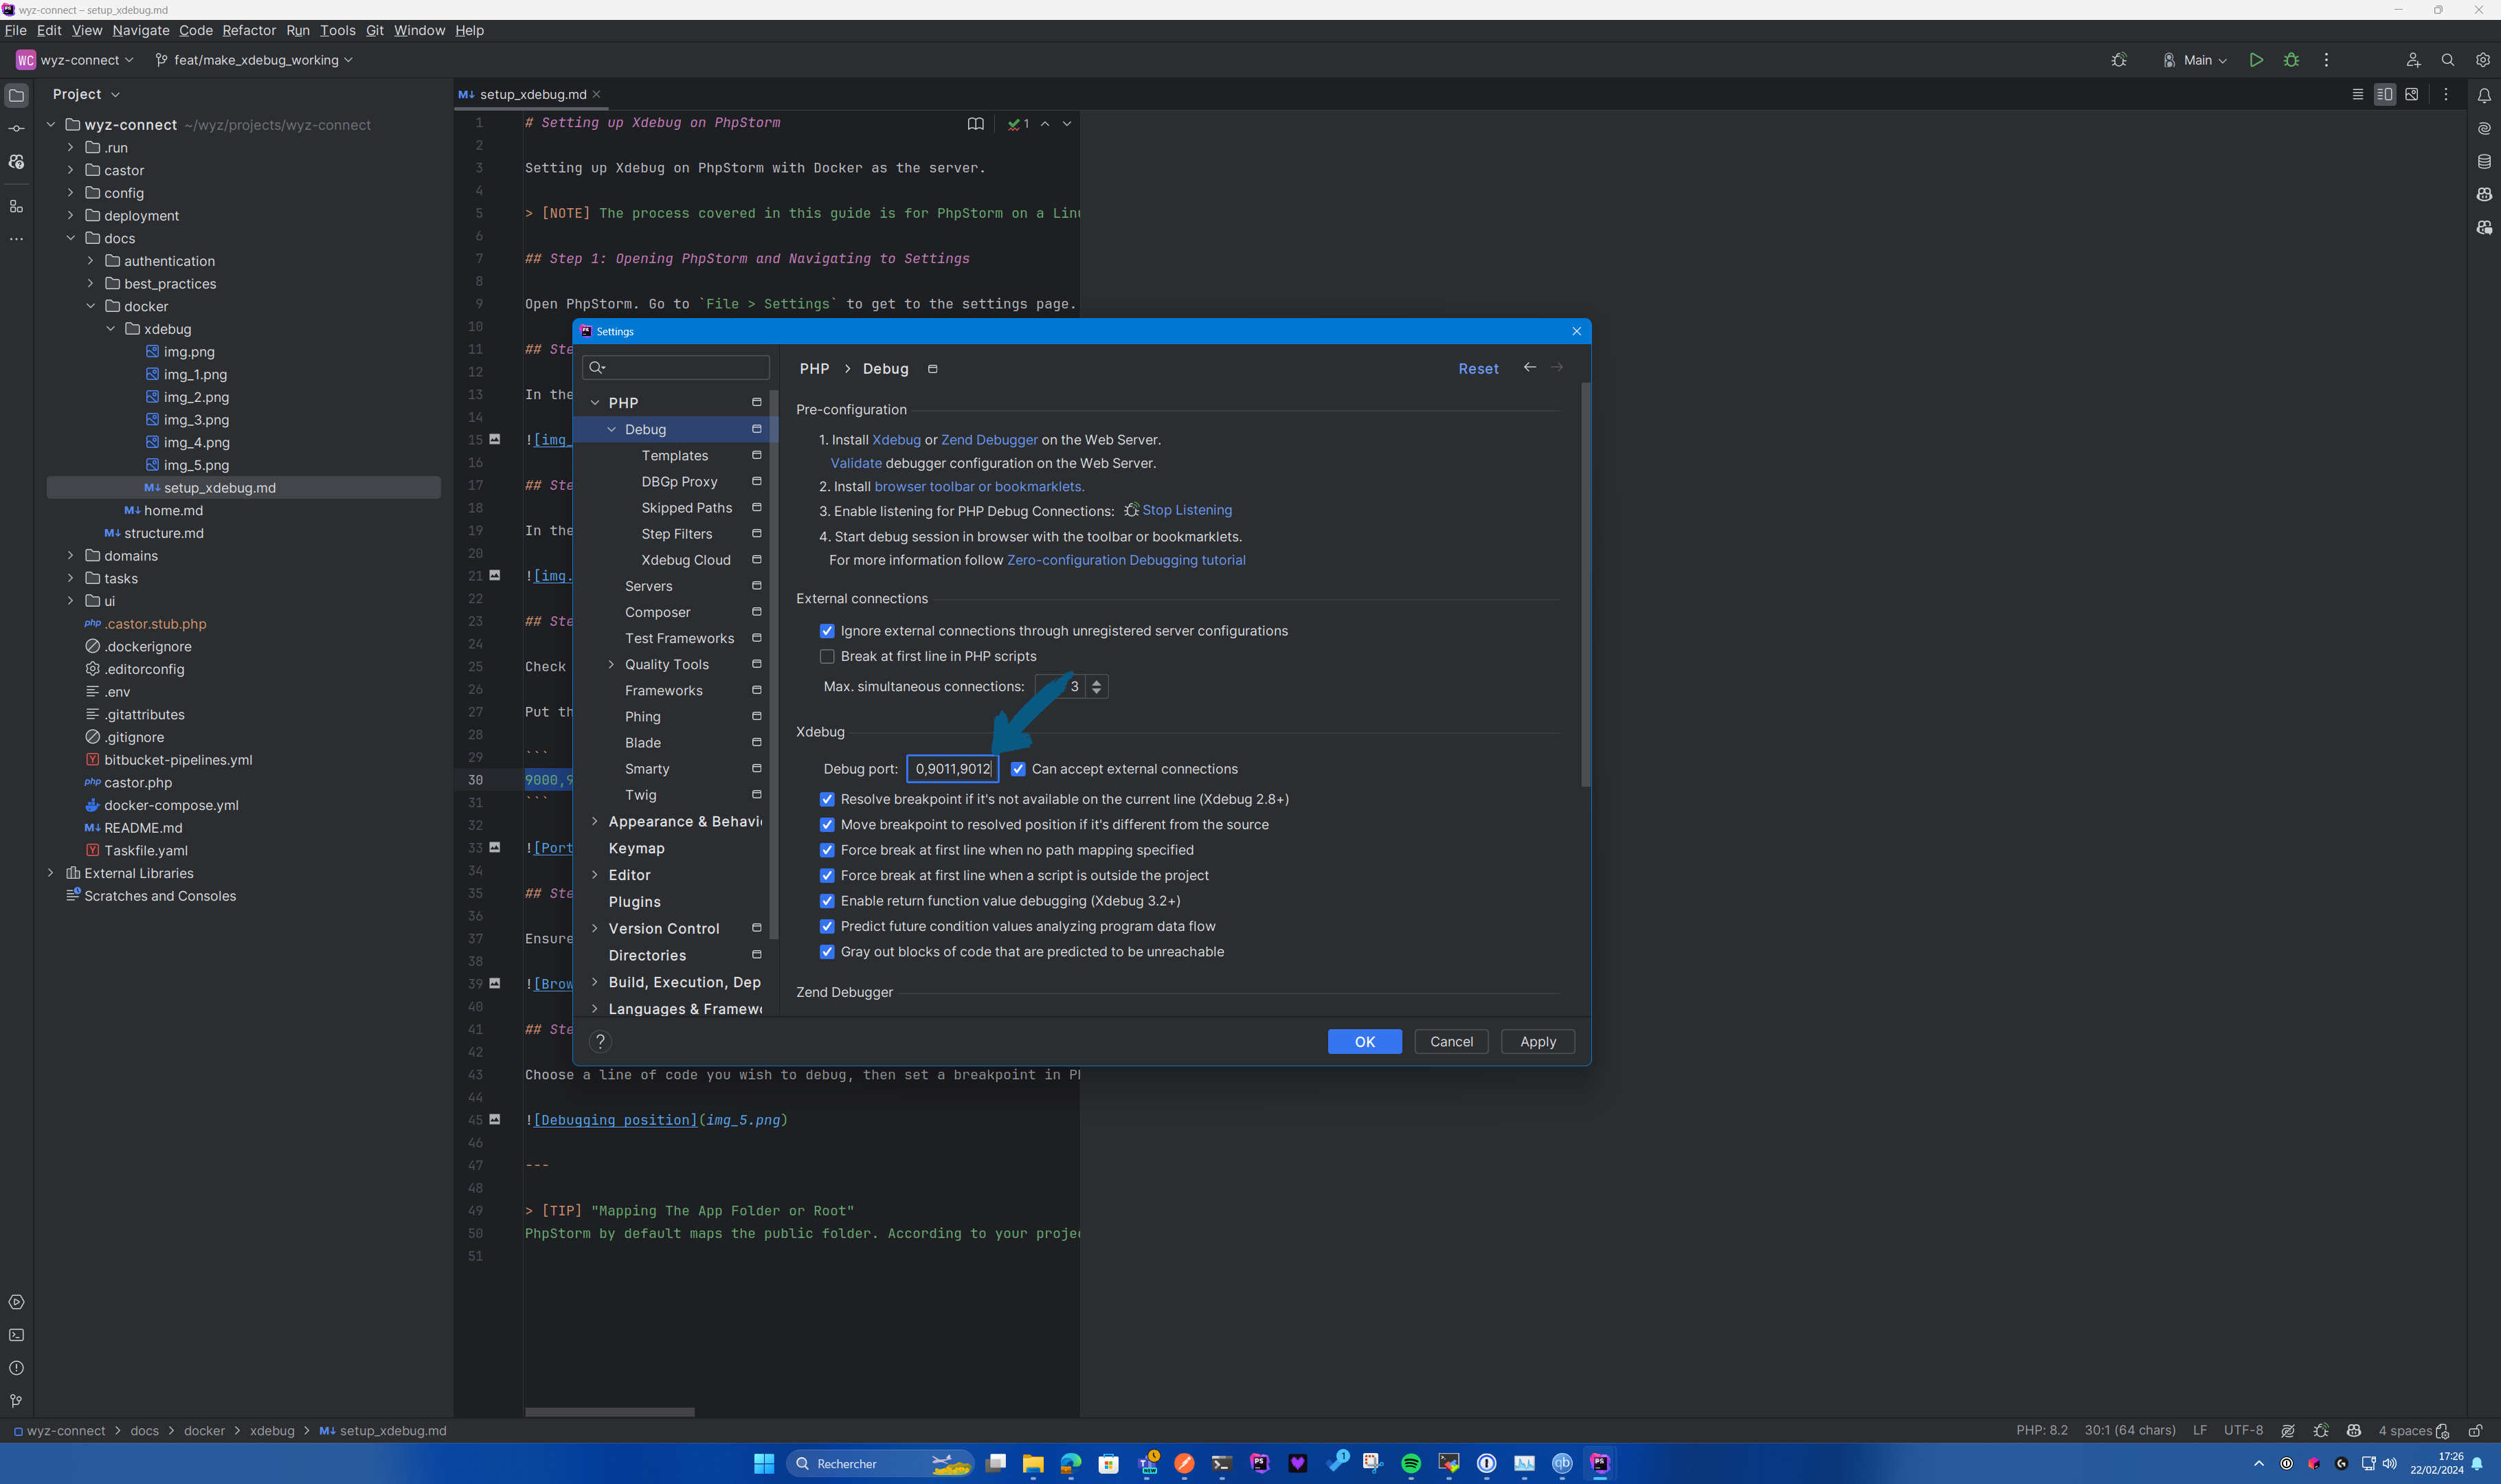 wyz-connect – setup_xdebug.md
File Edit View Navigate Code Refactor Run Tools Git Window Help
WC wyz-connect feat/make_xdebug_working Main
Project
wyz-connect ~/wyz/projects/wyz-connect
.run
castor
config
deployment
docs
authentication
best_practices
docker
xdebug
img.png
img_1.png
img_2.png
img_3.png
img_4.png
img_5.png
setup_xdebug.md
home.md
structure.md
domains
tasks
ui
.castor.stub.php
.dockerignore
.editorconfig
.env
.gitattributes
.gitignore
bitbucket-pipelines.yml
castor.php
docker-compose.yml
README.md
Taskfile.yaml
External Libraries
Scratches and Consoles
setup_xdebug.md
1 # Setting up Xdebug on PhpStorm 1
2
3 Setting up Xdebug on PhpStorm with Docker as the server.
4
5 > [NOTE] The process covered in this guide is for PhpStorm on a Linu
6
7 ## Step 1: Opening PhpStorm and Navigating to Settings
8
9 Open PhpStorm. Go to `File > Settings` to get to the settings page.
10
11 ## Ste
12
13 In the
14
15 ![img_
16
17 ## Ste
18
19 In the
20
21 ![img.
22
23 ## Ste
24
25 Check
26
27 Put th
28
29 ```
30 9000,9
31 ```
32
33 ![Port
34
35 ## Ste
36
37 Ensure
38
39 ![Brow
40
41 ## Ste
42
43 Choose a line of code you wish to debug, then set a breakpoint in P
44
45 ![Debugging position](img_5.png)
46
47 ---
48
49 > [TIP] "Mapping The App Folder or Root"
50 PhpStorm by default maps the public folder. According to your proje
51
Settings
PHP
Debug
Templates
DBGp Proxy
Skipped Paths
Step Filters
Xdebug Cloud
Servers
Composer
Test Frameworks
Quality Tools
Frameworks
Phing
Blade
Smarty
Twig
Appearance & Behavi
Keymap
Editor
Plugins
Version Control
Directories
Build, Execution, Dep
Languages & Framew
PHP > Debug Reset
Pre-configuration
1. Install Xdebug or Zend Debugger on the Web Server.
Validate debugger configuration on the Web Server.
2. Install browser toolbar or bookmarklets.
3. Enable listening for PHP Debug Connections: Stop Listening
4. Start debug session in browser with the toolbar or bookmarklets.
For more information follow Zero-configuration Debugging tutorial
External connections
Ignore external connections through unregistered server configurations
Break at first line in PHP scripts
Max. simultaneous connections: 3
Xdebug
Debug port: 0,9011,9012 Can accept external connections
Resolve breakpoint if it's not available on the current line (Xdebug 2.8+)
Move breakpoint to resolved position if it's different from the source
Force break at first line when no path mapping specified
Force break at first line when a script is outside the project
Enable return function value debugging (Xdebug 3.2+)
Predict future condition values analyzing program data flow
Gray out blocks of code that are predicted to be unreachable
Zend Debugger
? OK Cancel Apply
wyz-connect > docs > docker > xdebug > setup_xdebug.md
PHP: 8.2 30:1 (64 chars) LF UTF-8 4 spaces
Rechercher
17:26
22/02/2024